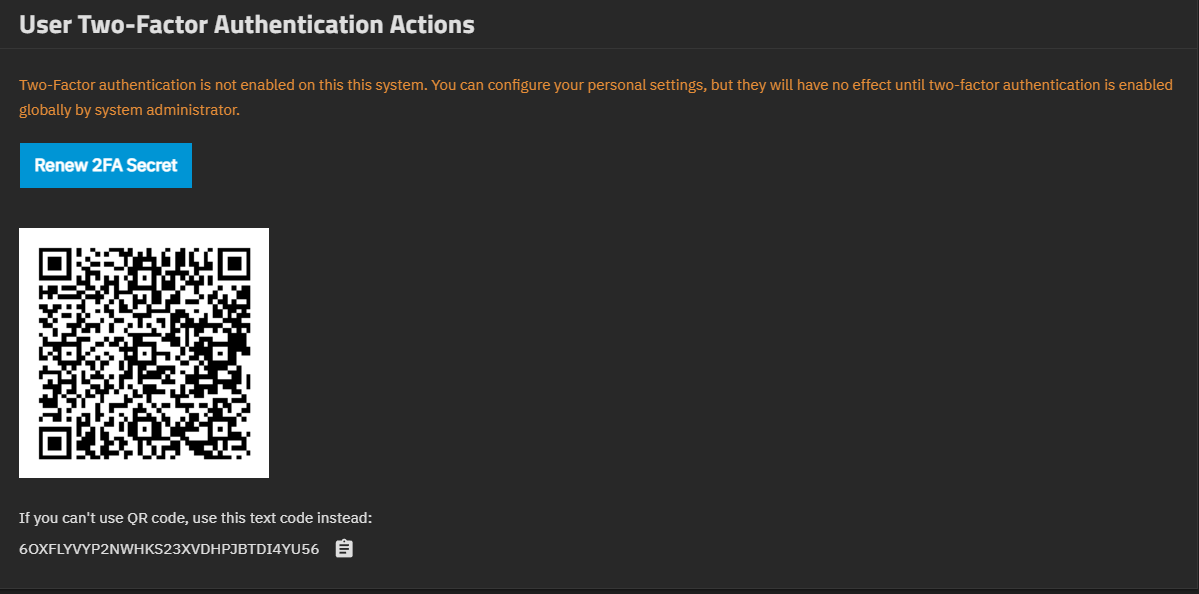 User Two-Factor Authentication Actions
Two-Factor authentication is not enabled on this this system. You can configure your personal settings, but they will have no effect until two-factor authentication is enabled
globally by system administrator.
Renew 2FA Secret
If you can't use QR code, use this text code instead:
6OXFLYVYP2NWHKS23XVDHPJBTDI4YU56